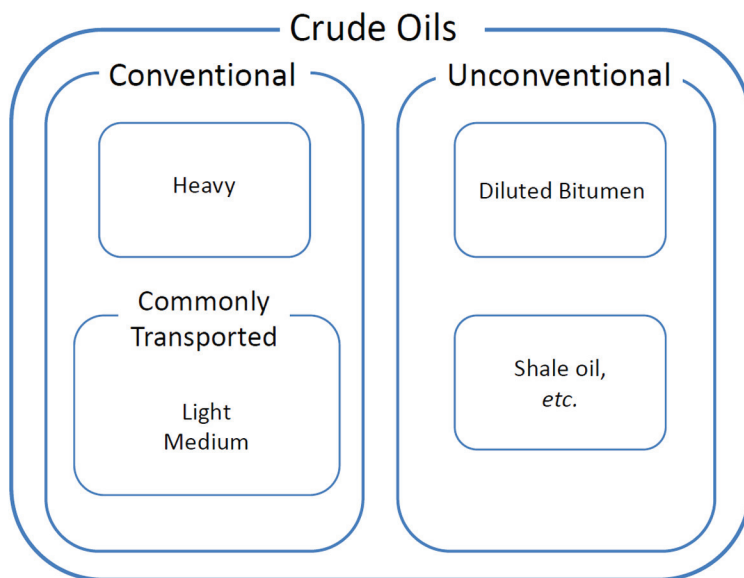 Crude Oils
Conventional
Heavy
Commonly
Transported
Light
Medium
Unconventional
Diluted Bitumen
Shale oil,
etc.